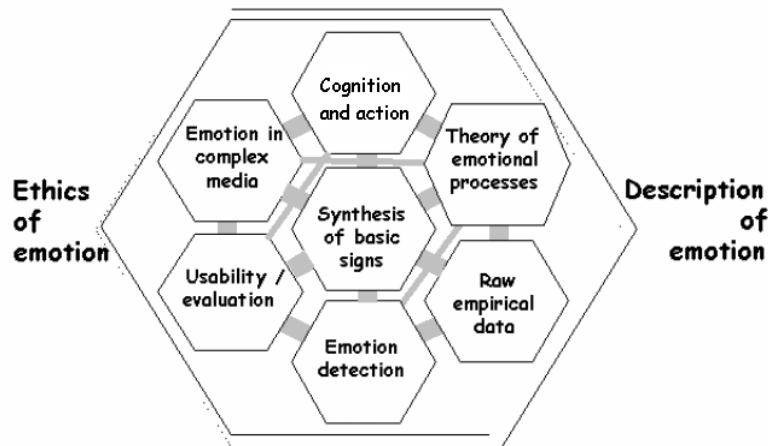 Cognition
and action
Emotion in
complex
media
Theory of
emotional
processes
Ethics
of
emotion
Synthesis
of basic
signs
Description
of
emotion
Usability /
evaluation
Raw
empirical
data
Emotion
detection